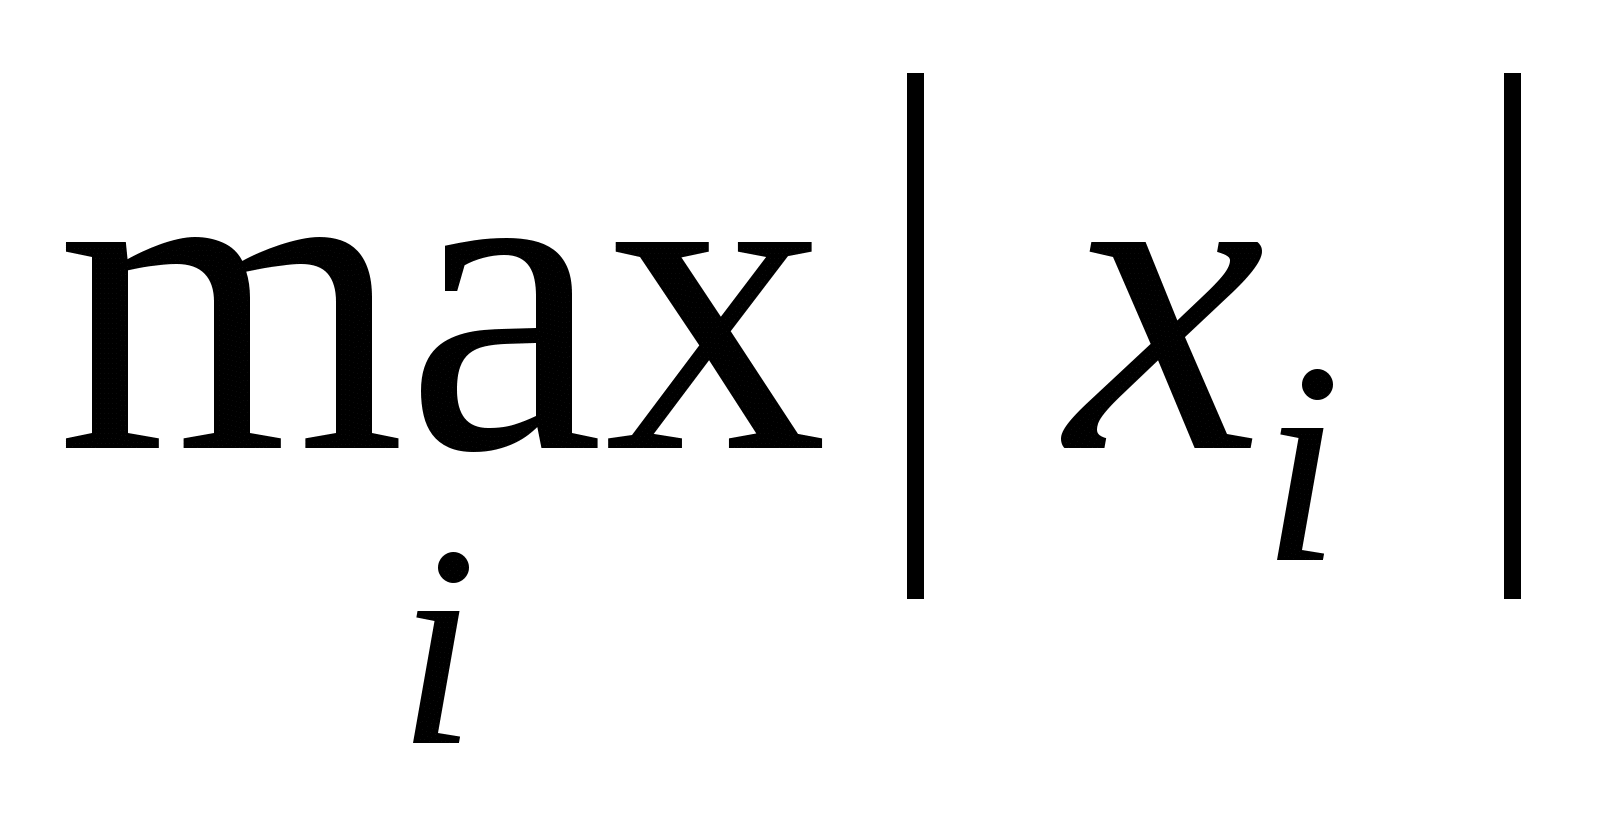 max | x_i |
i